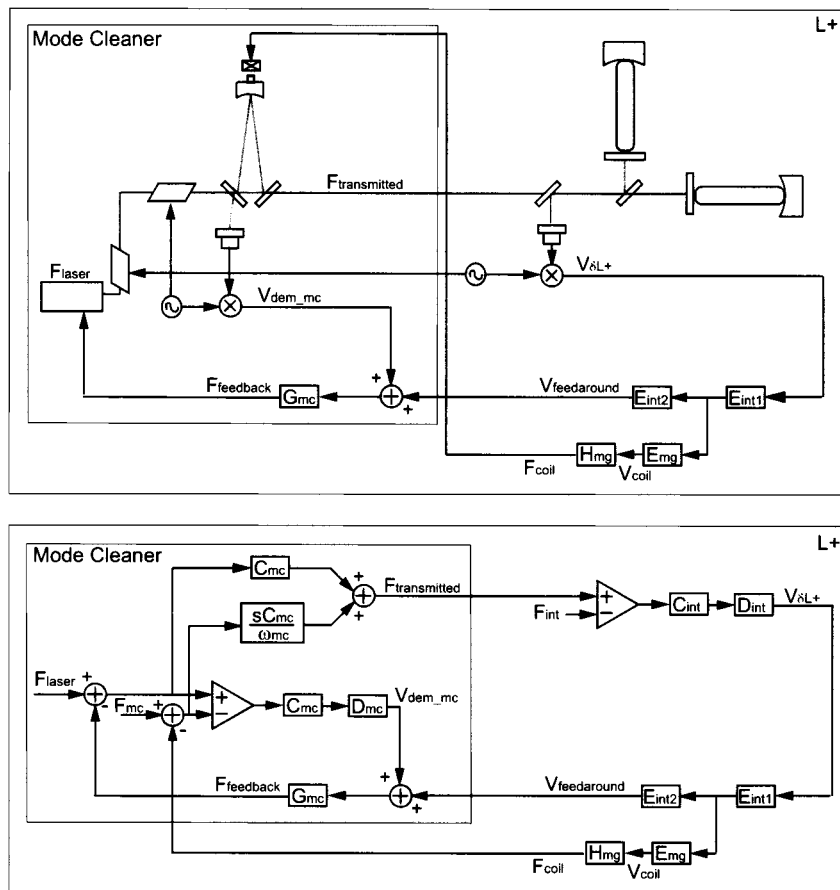 Mode Cleaner
L+
Ftransmitted
Flaser
Vdem_mc
VδL+
Ffeedback
Gmc
Vfeedaround
Eint2
Eint1
Hmg
Emg
Fcoil
Vcoil
+
+
Mode Cleaner
L+
Cmc
+
Ftransmitted
+
sCmc
ωmc
Fint
+
−
Cint
Dint
VδL+
Flaser
+
-
Fmc
+
-
+
−
Cmc
Dmc
Vdem_mc
Ffeedback
Gmc
+
+
Vfeedaround
Eint2
Eint1
Hmg
Emg
Fcoil
Vcoil